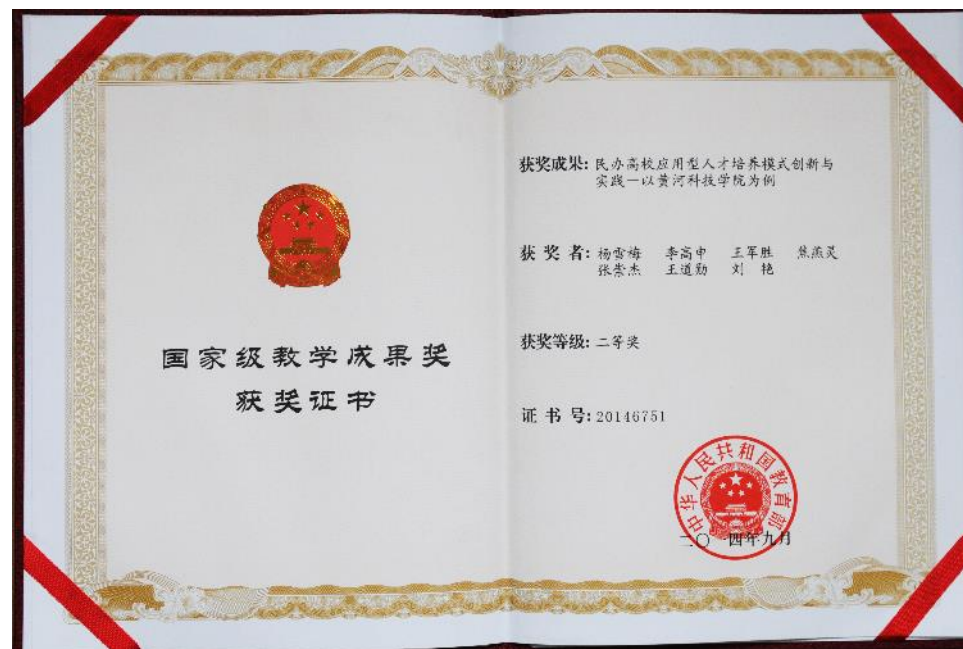 国家级教学成果奖
获奖证书
获奖成果: 民办高校应用型人才培养模式创新与
实践—以黄河科技学院为例
获 奖 者: 杨雪梅 李高申 王军胜 焦燕灵
张崇杰 王道勋 刘 艳
获奖等级: 二等奖
证 书 号: 20146751
中华人民共和国教育部
二〇一四年九月